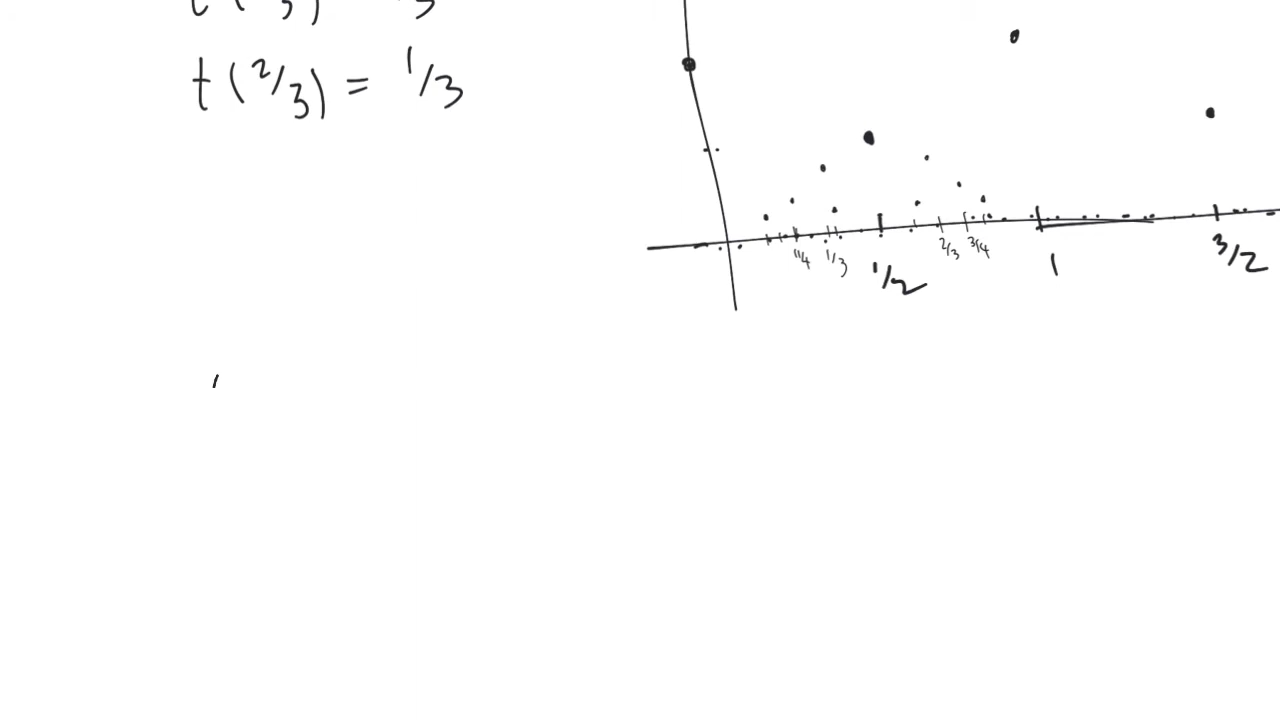 t(2/3) = 1/3
1/4 1/3 1/2 2/3 3/4 1 3/2